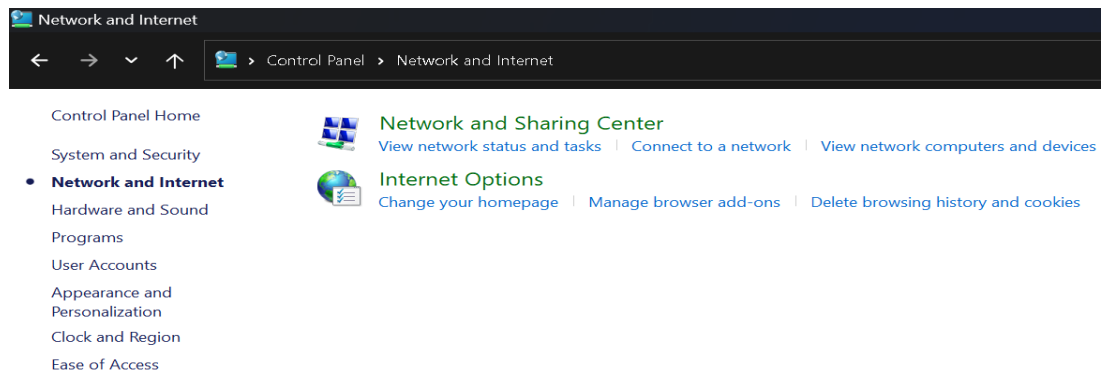 Network and Internet
Control Panel > Network and Internet
Control Panel Home
System and Security
Network and Internet
Hardware and Sound
Programs
User Accounts
Appearance and
Personalization
Clock and Region
Ease of Access
Network and Sharing Center
View network status and tasks | Connect to a network | View network computers and devices
Internet Options
Change your homepage | Manage browser add-ons | Delete browsing history and cookies